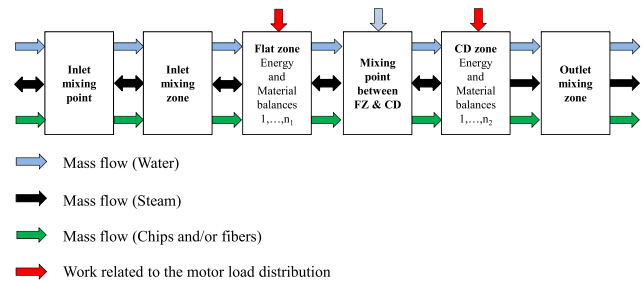 Inlet
mixing
point
Inlet
mixing
zone
Flat zone
Energy
and
Material
balances
1,…,n₁
Mixing
point
between
FZ & CD
CD zone
Energy
and
Material
balances
1,…,n₂
Outlet
mixing
zone
Mass flow (Water)
Mass flow (Steam)
Mass flow (Chips and/or fibers)
Work related to the motor load distribution